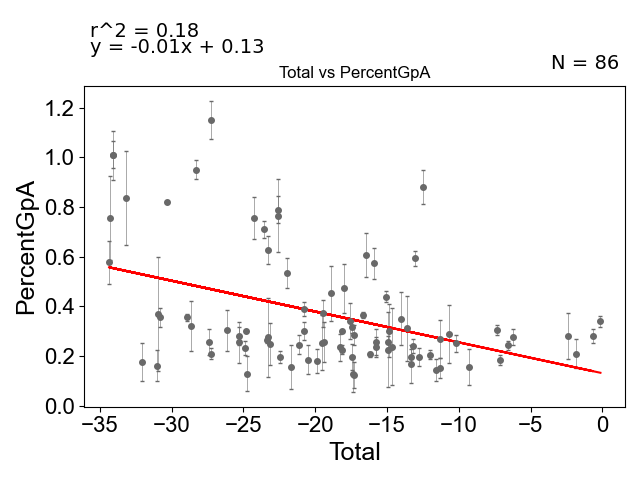 r^2 = 0.18
y = -0.01x + 0.13
N = 86
Total vs PercentGpA
PercentGpA
1.2
1.0
0.8
0.6
0.4
0.2
0.0
−35 −30 −25 −20 −15 −10 −5 0
Total